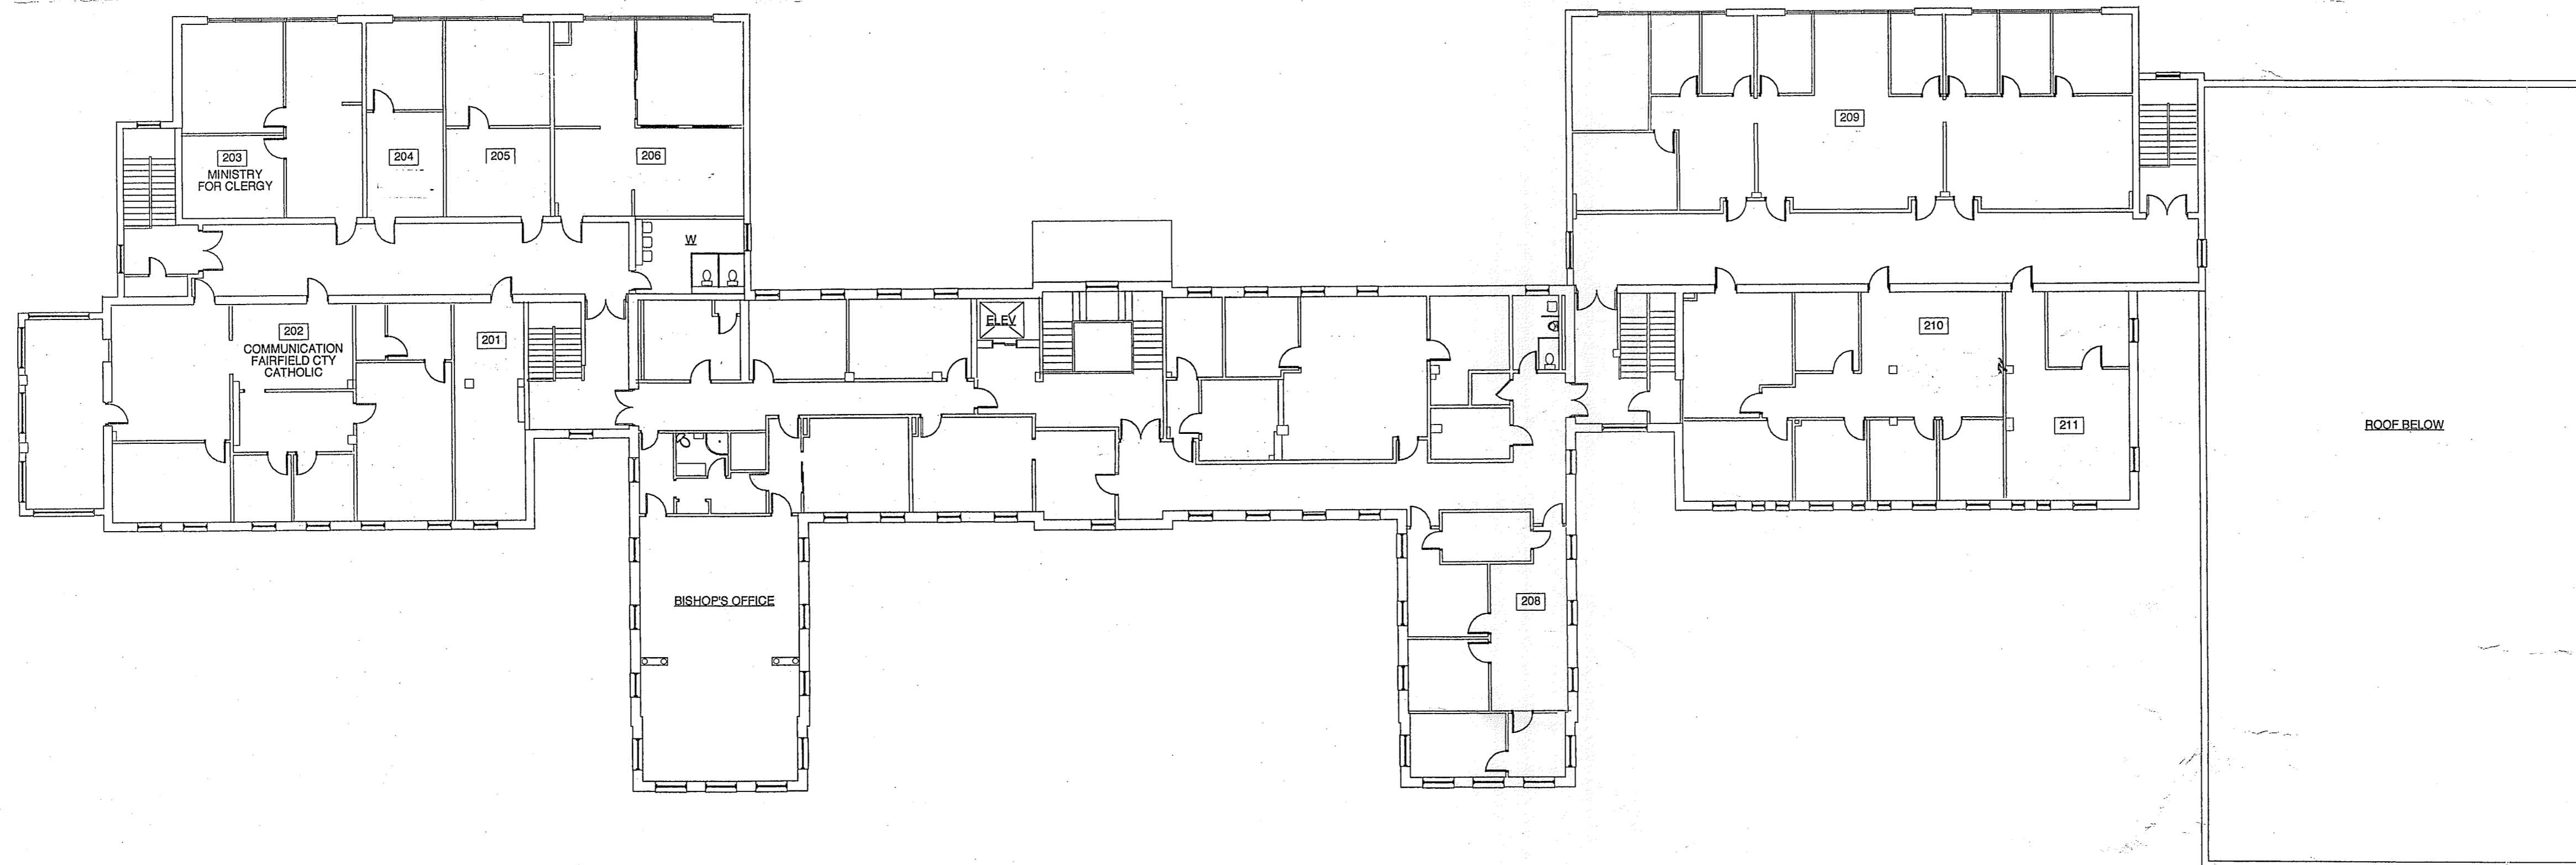 203
MINISTRY
FOR CLERGY
204
205
206
W
209
202
COMMUNICATION
FAIRFIELD CTY
CATHOLIC
201
ELEV
210
211
ROOF BELOW
BISHOP'S OFFICE
208